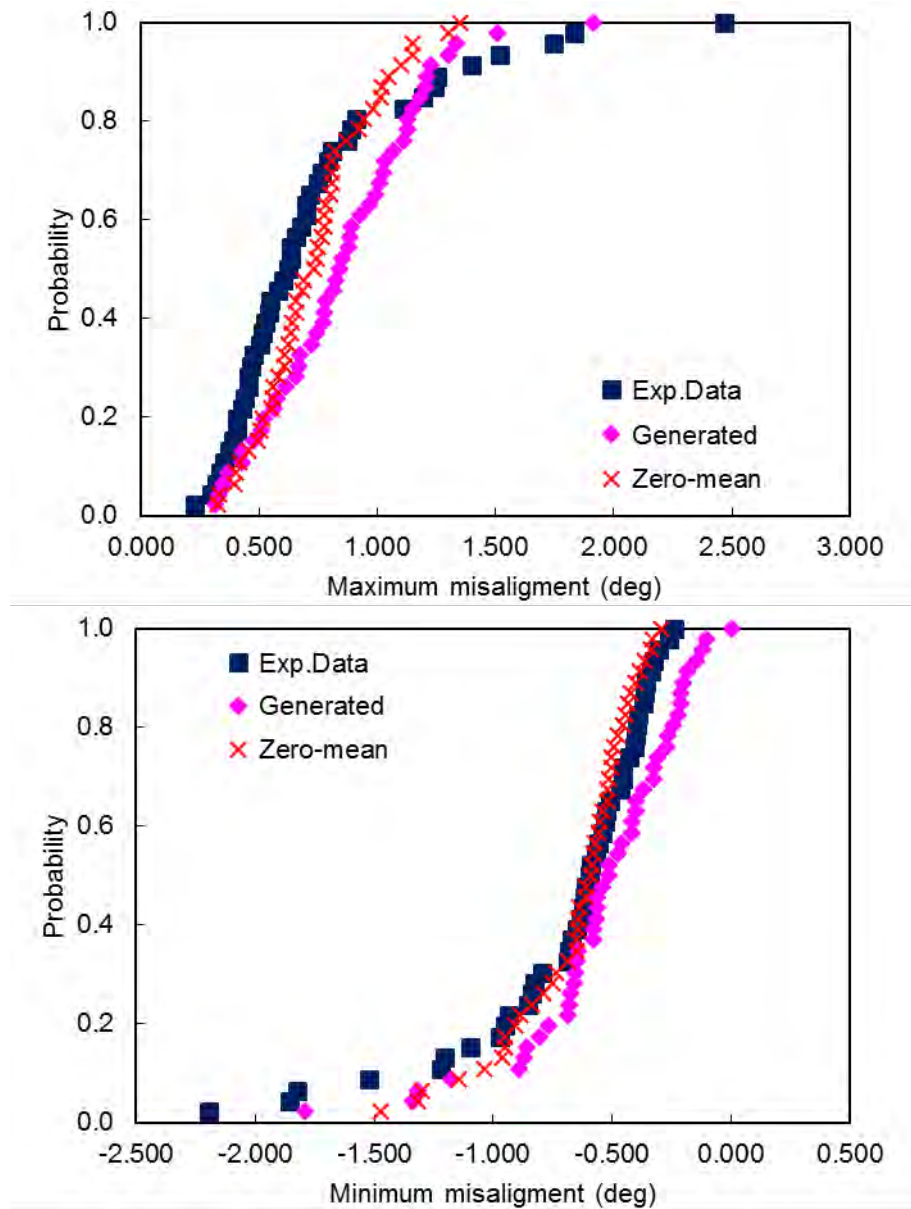 1.0
0.8
0.6
0.4
0.2
0.0
Probability
Exp.Data
Generated
Zero-mean
0.000 0.500 1.000 1.500 2.000 2.500 3.000
Maximum misaligment (deg)
1.0
0.8
0.6
0.4
0.2
0.0
Probability
Exp.Data
Generated
Zero-mean
-2.500 -2.000 -1.500 -1.000 -0.500 0.000 0.500
Minimum misaligment (deg)